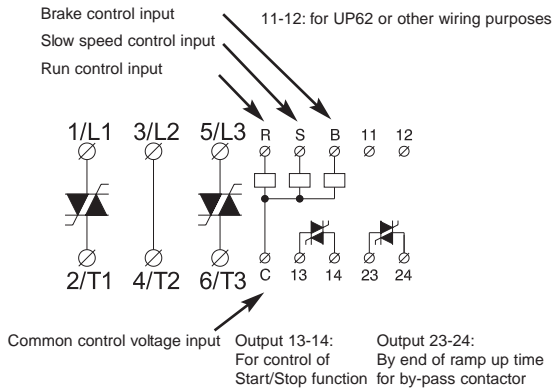 Brake control input
11-12: for UP62 or other wiring purposes
Slow speed control input
Run control input
1/L1 3/L2 5/L3 R S B 11 12
2/T1 4/T2 6/T3 C 13 14 23 24
Common control voltage input
Output 13-14:
For control of
Start/Stop function
Output 23-24:
By end of ramp up time
for by-pass contactor